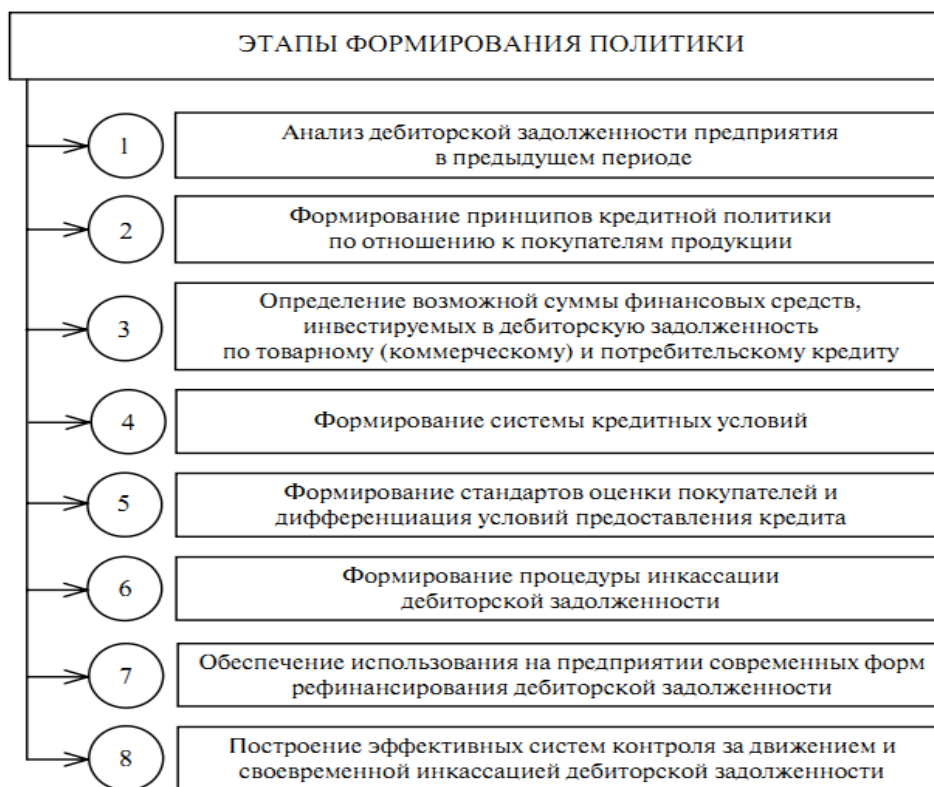 ЭТАПЫ ФОРМИРОВАНИЯ ПОЛИТИКИ
1
Анализ дебиторской задолженности предприятия
в предыдущем периоде
2
Формирование принципов кредитной политики
по отношению к покупателям продукции
3
Определение возможной суммы финансовых средств,
инвестируемых в дебиторскую задолженность
по товарному (коммерческому) и потребительскому кредиту
4
Формирование системы кредитных условий
5
Формирование стандартов оценки покупателей и
дифференциация условий предоставления кредита
6
Формирование процедуры инкассации
дебиторской задолженности
7
Обеспечение использования на предприятии современных форм
рефинансирования дебиторской задолженности
8
Построение эффективных систем контроля за движением и
своевременной инкассацией дебиторской задолженности